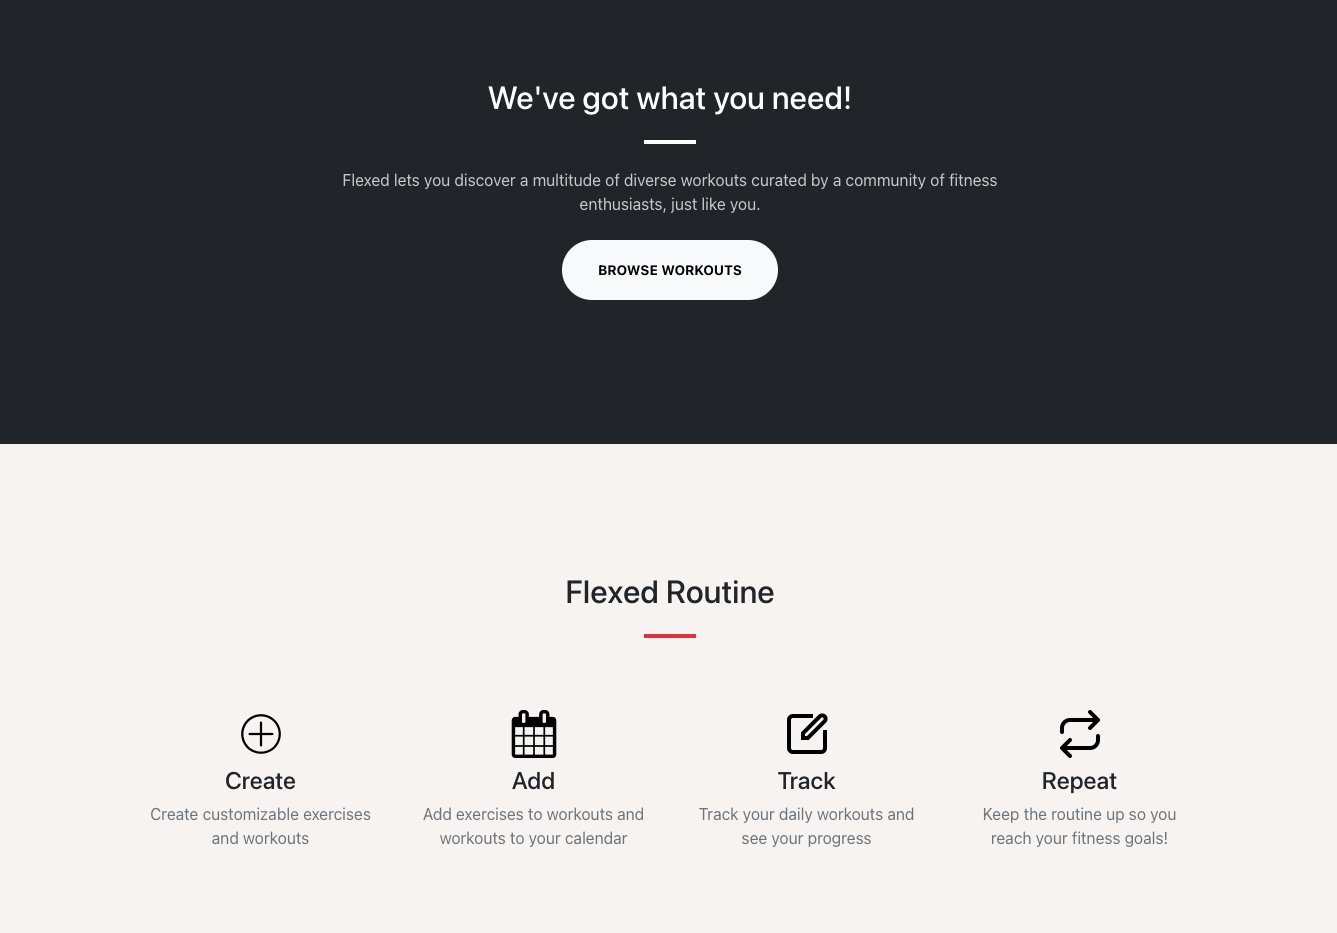 We've got what you need!
Flexed lets you discover a multitude of diverse workouts curated by a community of fitness
enthusiasts, just like you.
BROWSE WORKOUTS
Flexed Routine
Create
Create customizable exercises
and workouts
Add
Add exercises to workouts and
workouts to your calendar
Track
Track your daily workouts and
see your progress
Repeat
Keep the routine up so you
reach your fitness goals!